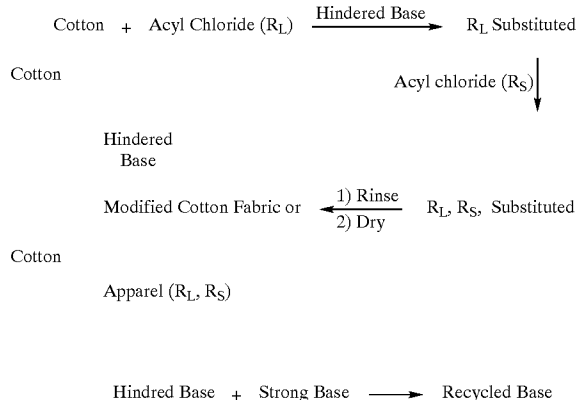 Cotton + Acyl Chloride (RL) Hindered Base RL Substituted
Cotton
Acyl chloride (RS)
Hindered
Base
Modified Cotton Fabric or 1) Rinse RL, RS, Substituted
2) Dry
Cotton
Apparel (RL, RS)
Hindred Base + Strong Base Recycled Base